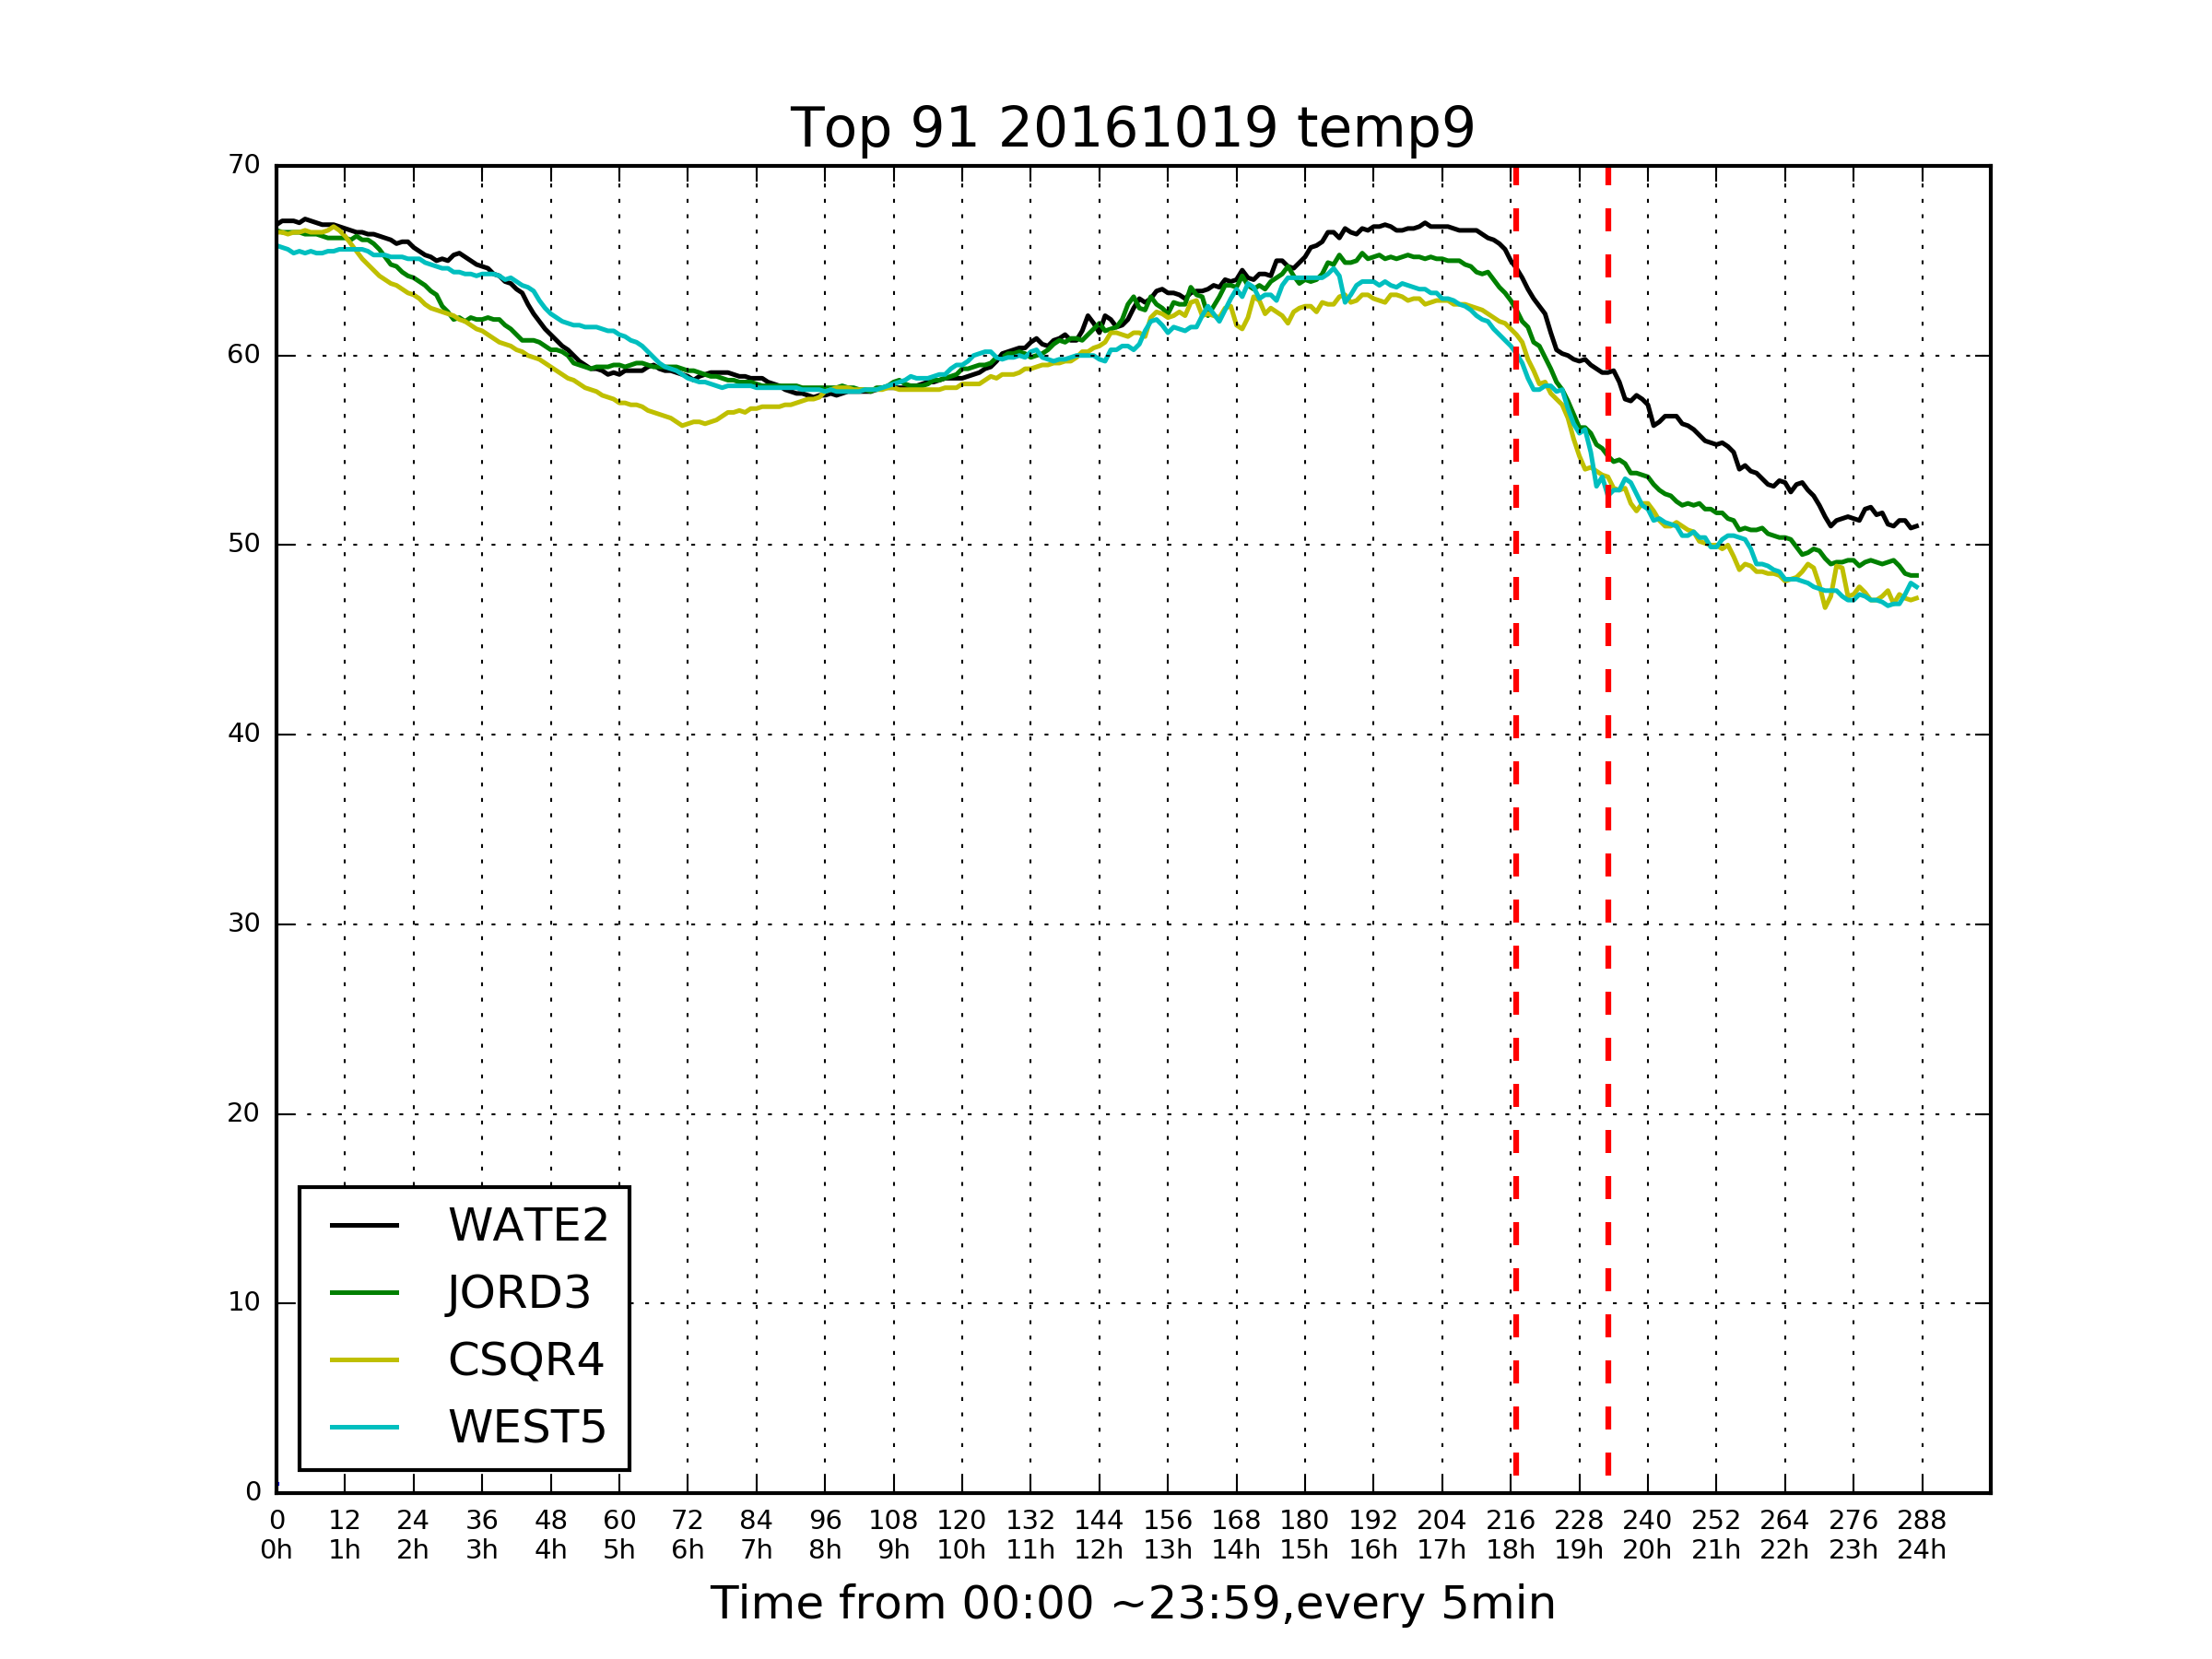 Top 91 20161019 temp9
70
60
50
40
30
20
10
0
WATE2
JORD3
CSQR4
WEST5
0 12 24 36 48 60 72 84 96 108 120 132 144 156 168 180 192 204 216 228 240 252 264 276 288
0h 1h 2h 3h 4h 5h 6h 7h 8h 9h 10h 11h 12h 13h 14h 15h 16h 17h 18h 19h 20h 21h 22h 23h 24h
Time from 00:00 ~23:59,every 5min